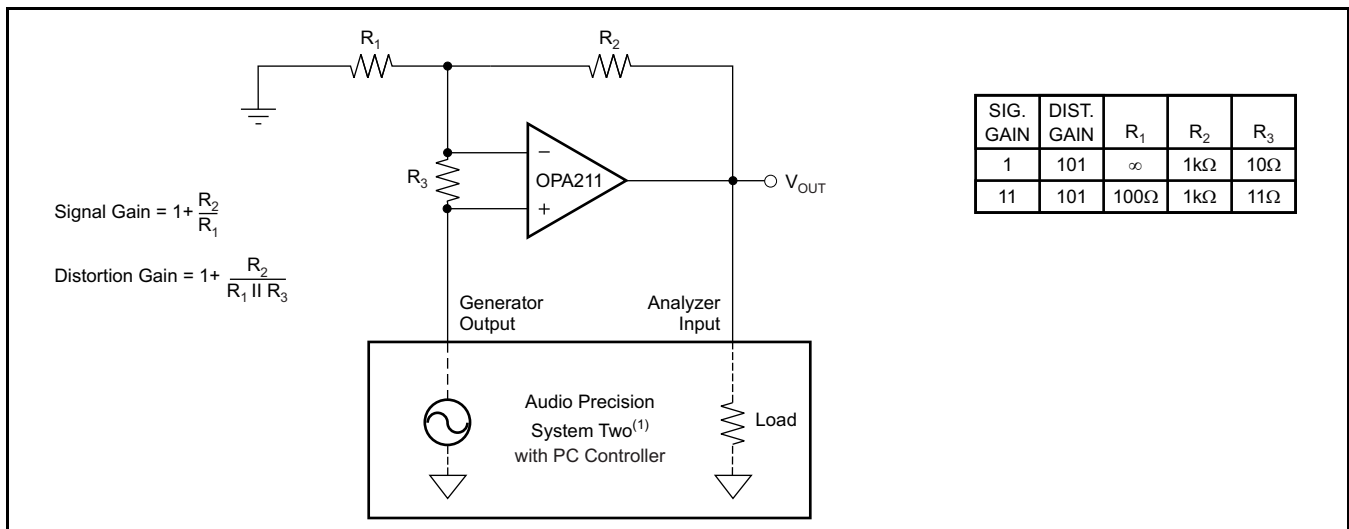 R1
R2
R3
−
+
OPA211
VOUT
Signal Gain = 1+ R2
R1
Distortion Gain = 1+ R2
R1 II R3
Generator
Output
Analyzer
Input
Audio Precision
System Two(1)
with PC Controller
Load
SIG.
GAIN
DIST.
GAIN
R1
R2
R3
1 101 ∞ 1kΩ 10Ω
11 101 100Ω 1kΩ 11Ω